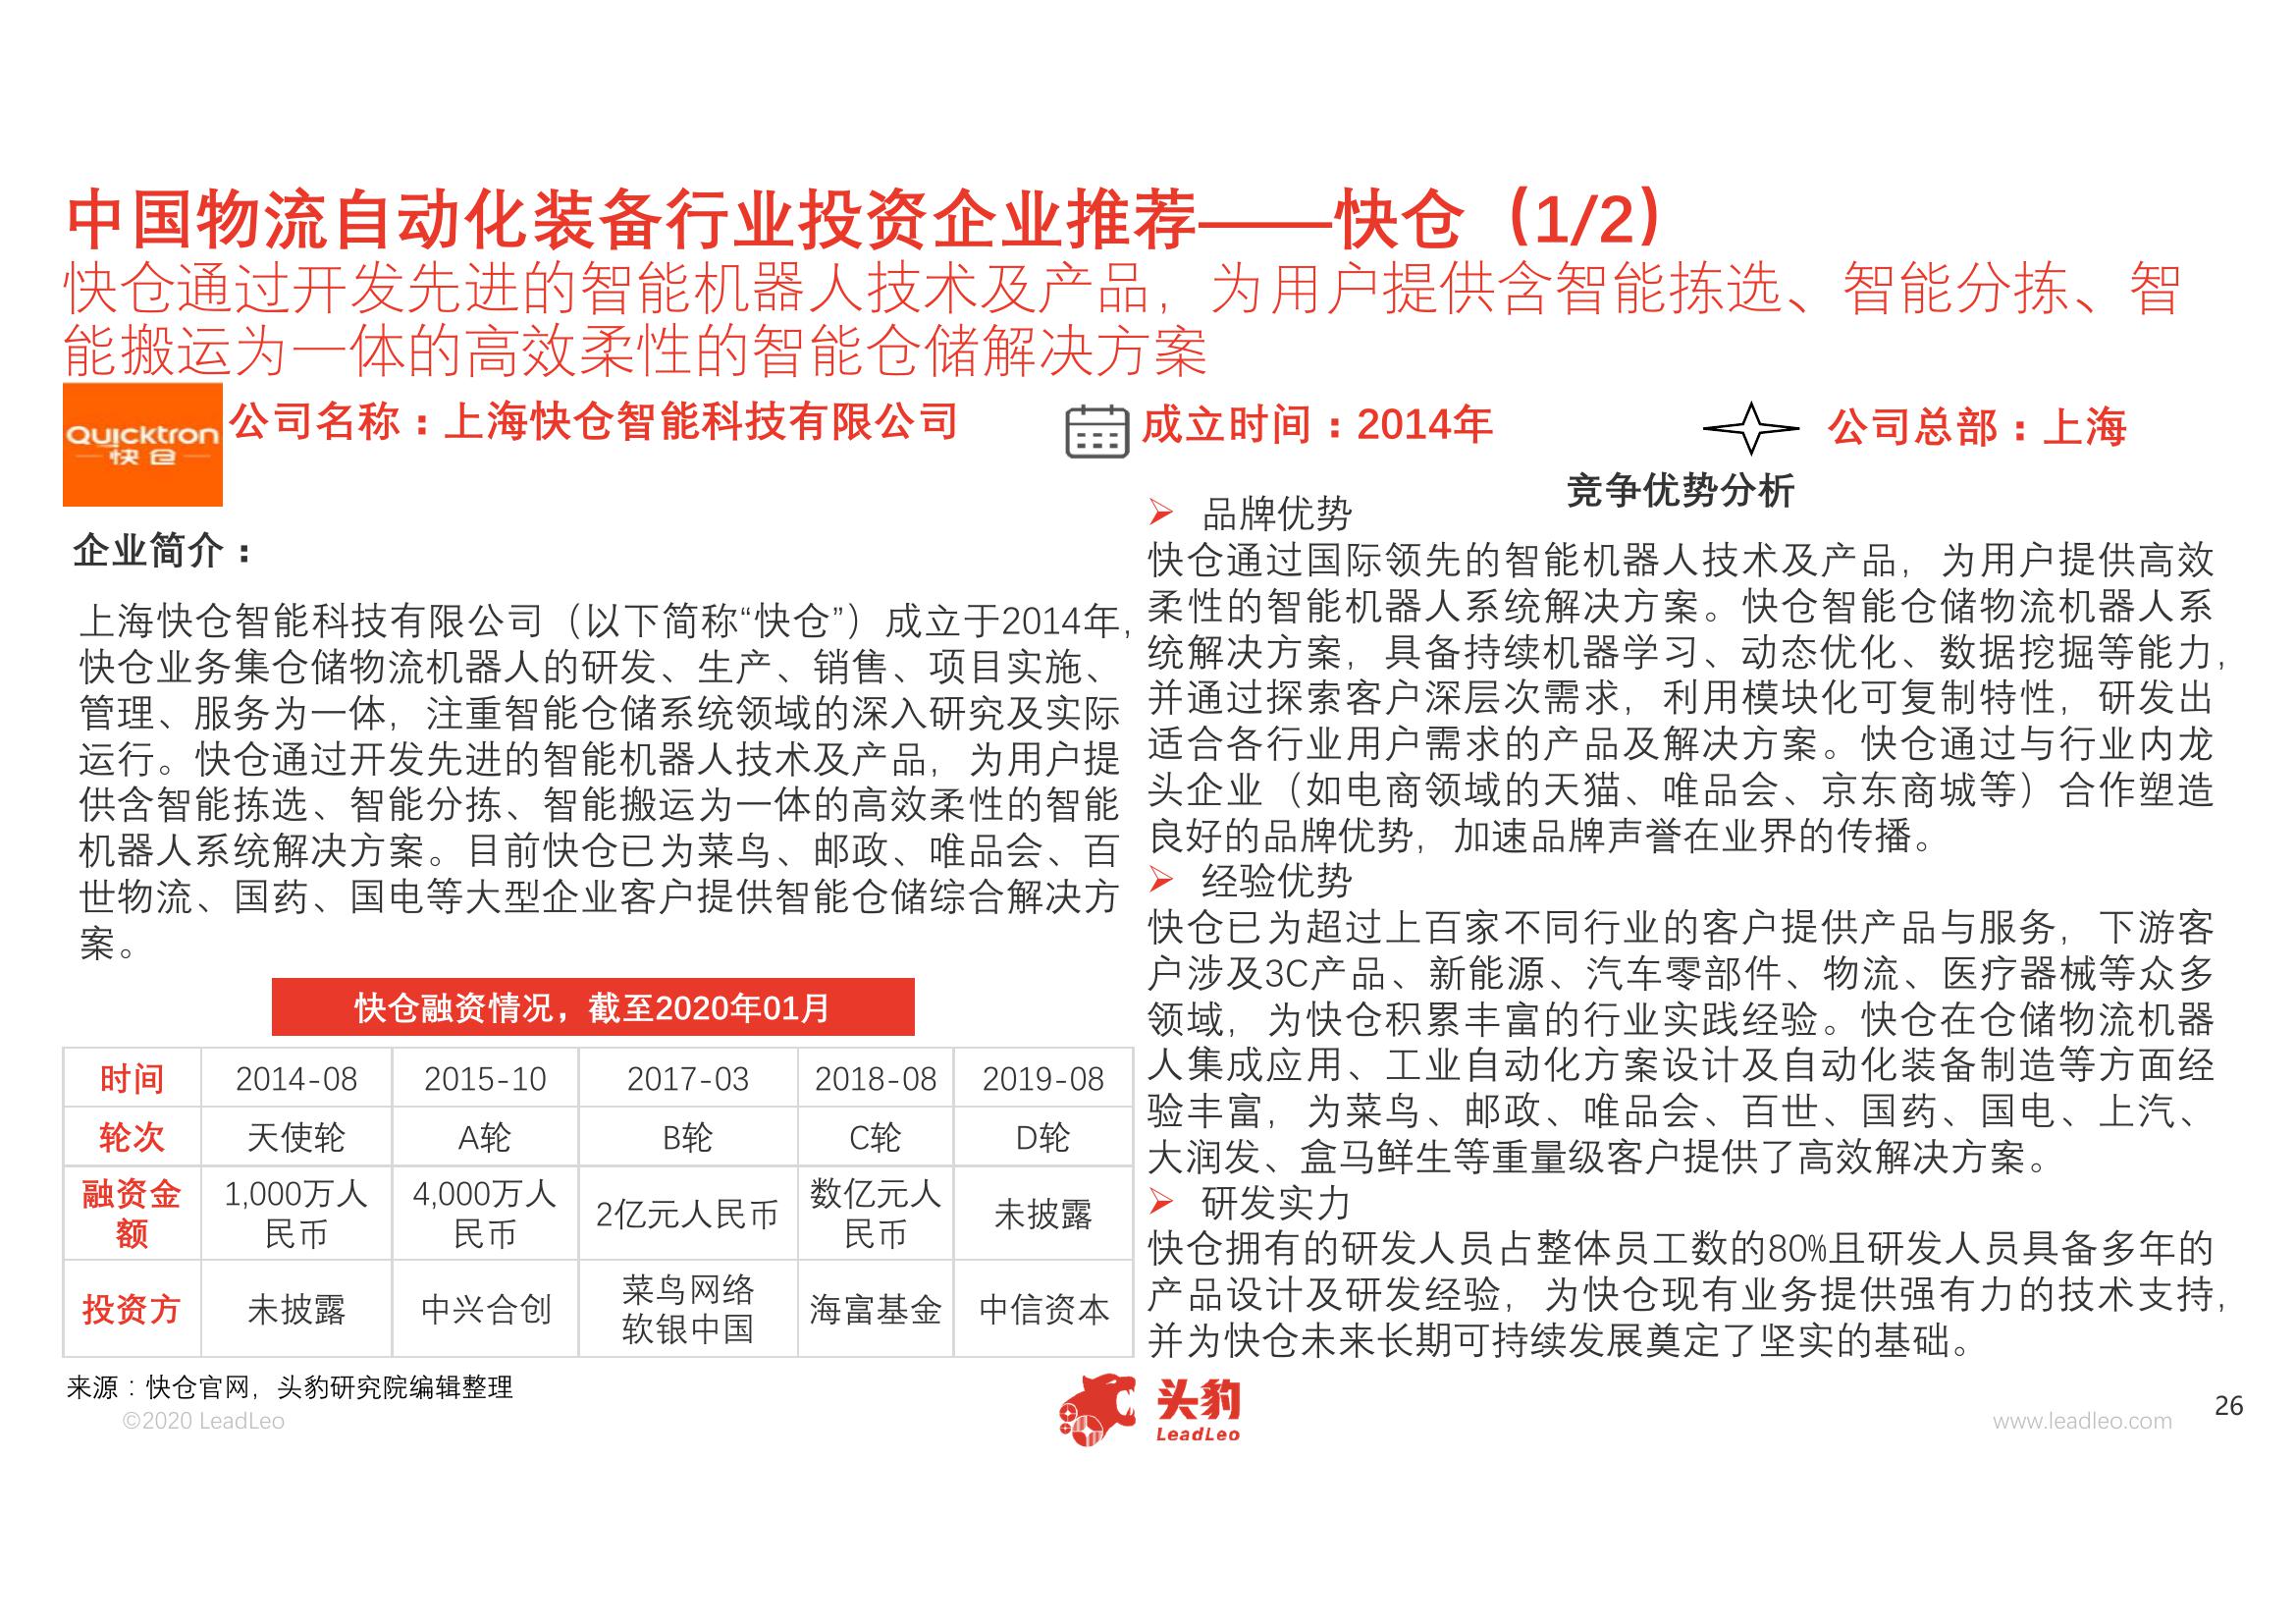 中国物流自动化装备行业投资企业推荐——快仓（1/2）
快仓通过开发先进的智能机器人技术及产品，为用户提供含智能拣选、智能分拣、智
能搬运为一体的高效柔性的智能仓储解决方案
Quicktron
快仓
公司名称：上海快仓智能科技有限公司
成立时间：2014年
公司总部：上海
企业简介：
上海快仓智能科技有限公司（以下简称“快仓”）成立于2014年，
快仓业务集仓储物流机器人的研发、生产、销售、项目实施、
管理、服务为一体，注重智能仓储系统领域的深入研究及实际
运行。快仓通过开发先进的智能机器人技术及产品，为用户提
供含智能拣选、智能分拣、智能搬运为一体的高效柔性的智能
机器人系统解决方案。目前快仓已为菜鸟、邮政、唯品会、百
世物流、国药、国电等大型企业客户提供智能仓储综合解决方
案。
快仓融资情况，截至2020年01月
时间 2014-08 2015-10 2017-03 2018-08 2019-08
轮次 天使轮 A轮 B轮 C轮 D轮
融资金额 1,000万人民币 4,000万人民币 2亿元人民币 数亿元人民币 未披露
投资方 未披露 中兴合创 菜鸟网络 软银中国 海富基金 中信资本
来源：快仓官网，头豹研究院编辑整理
竞争优势分析
品牌优势
快仓通过国际领先的智能机器人技术及产品，为用户提供高效
柔性的智能机器人系统解决方案。快仓智能仓储物流机器人系
统解决方案，具备持续机器学习、动态优化、数据挖掘等能力，
并通过探索客户深层次需求，利用模块化可复制特性，研发出
适合各行业用户需求的产品及解决方案。快仓通过与行业内龙
头企业（如电商领域的天猫、唯品会、京东商城等）合作塑造
良好的品牌优势，加速品牌声誉在业界的传播。
经验优势
快仓已为超过上百家不同行业的客户提供产品与服务，下游客
户涉及3C产品、新能源、汽车零部件、物流、医疗器械等众多
领域，为快仓积累丰富的行业实践经验。快仓在仓储物流机器
人集成应用、工业自动化方案设计及自动化装备制造等方面经
验丰富，为菜鸟、邮政、唯品会、百世、国药、国电、上汽、
大润发、盒马鲜生等重量级客户提供了高效解决方案。
研发实力
快仓拥有的研发人员占整体员工数的80%且研发人员具备多年的
产品设计及研发经验，为快仓现有业务提供强有力的技术支持，
并为快仓未来长期可持续发展奠定了坚实的基础。
©2020 LeadLeo
头豹
LeadLeo
www.leadleo.com
26